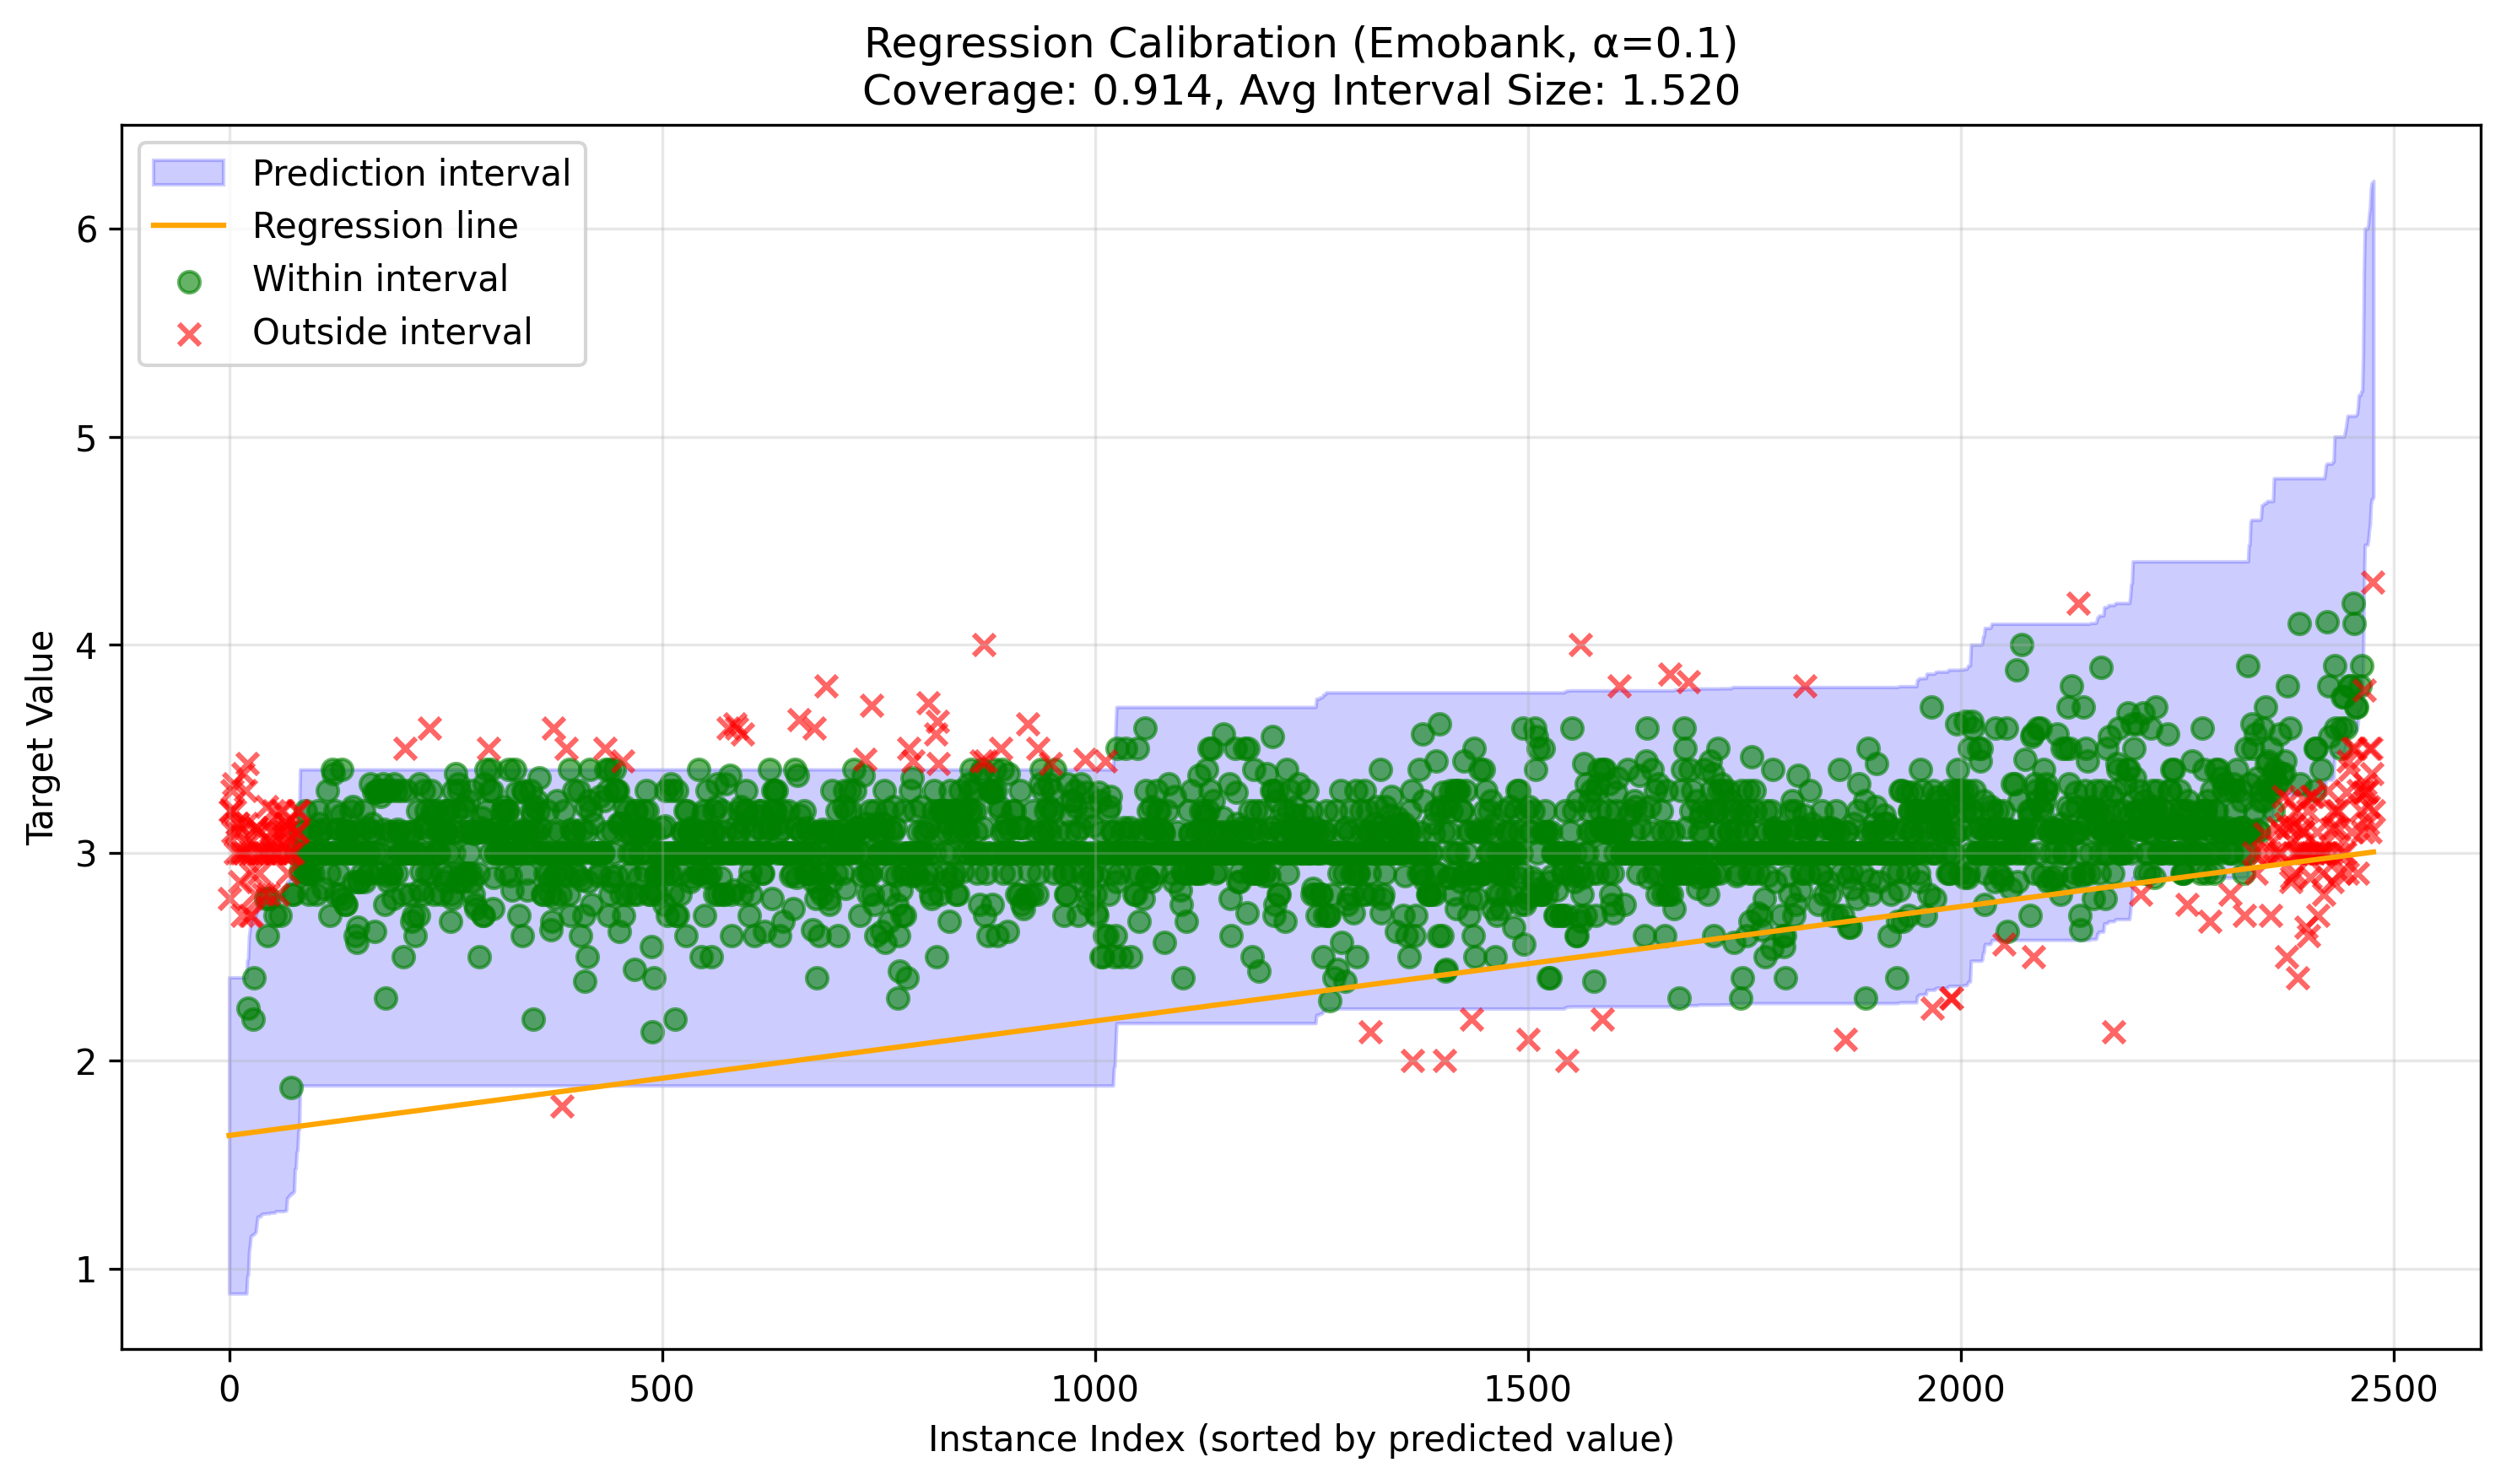 Regression Calibration (Emobank, α=0.1)
Coverage: 0.914, Avg Interval Size: 1.520
Prediction interval
Regression line
Within interval
Outside interval
6
5
4
3
2
1
Target Value
0
500
1000
1500
2000
2500
Instance Index (sorted by predicted value)